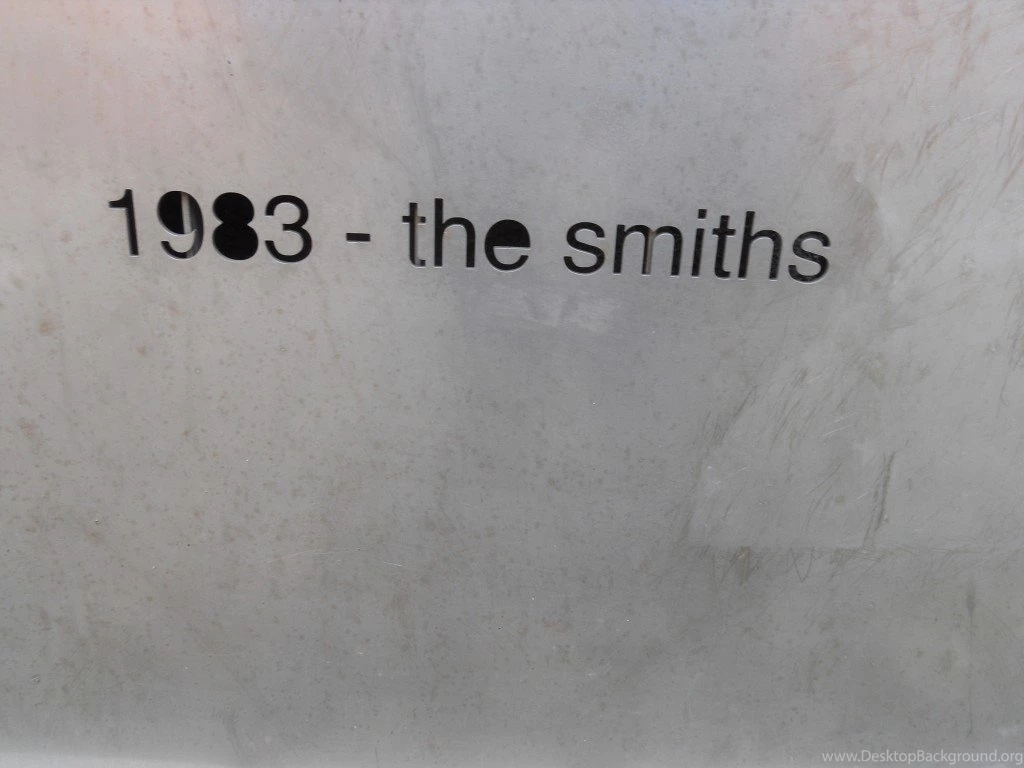 1983 - the smiths
www.DesktopBackground.org